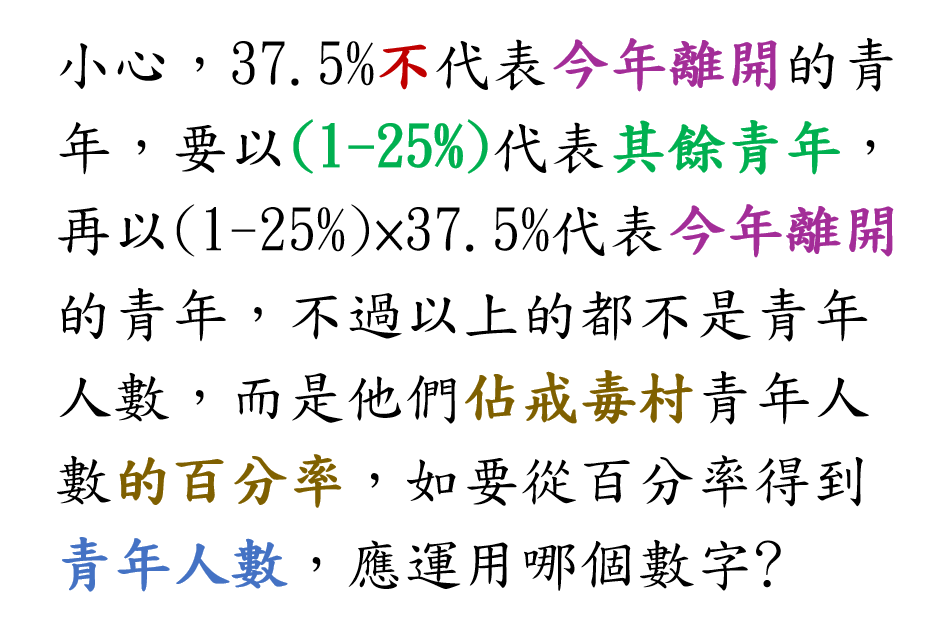 小心，37.5%不代表今年離開的青
年，要以(1-25%)代表其餘青年，
再以(1-25%)×37.5%代表今年離開
的青年，不過以上的都不是青年
人數，而是他們佔戒毒村青年人
數的百分率，如要從百分率得到
青年人數，應運用哪個數字?